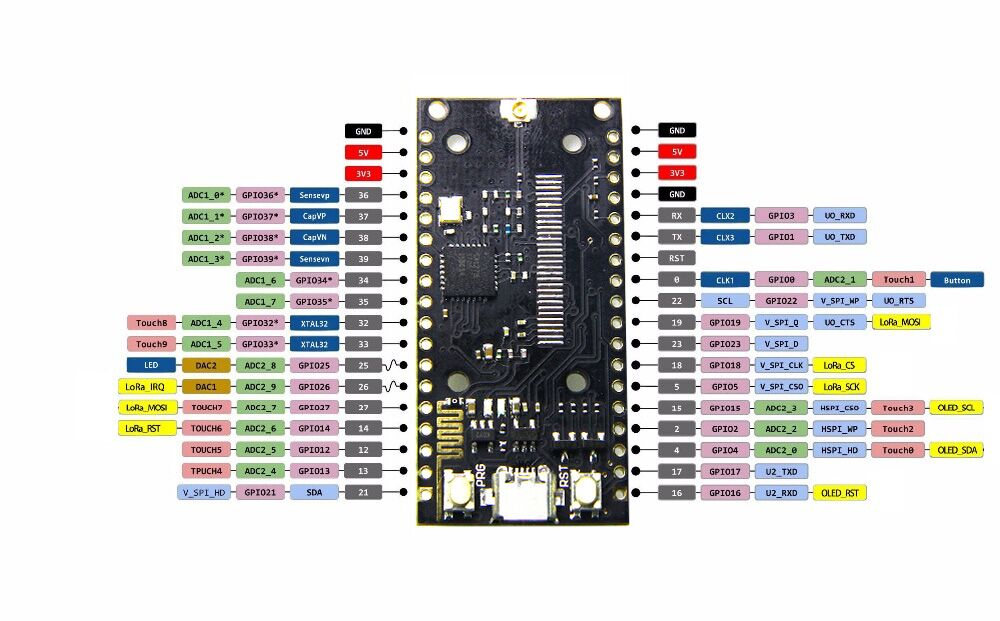 GND
5V
3V3
ADC1_0* GPIO36* Sensevp 36
ADC1_1* GPIO37* CapVP 37
ADC1_2* GPIO38* CapVN 38
ADC1_3* GPIO39* Sensevn 39
ADC1_6 GPIO34* 34
ADC1_7 GPIO35* 35
Touch8 ADC1_4 GPIO32* XTAL32 32
Touch9 ADC1_5 GPIO33* XTAL32 33
LED DAC2 ADC2_8 GPIO25 25
LoRa_IRQ DAC1 ADC2_9 GPIO26 26
LoRa_MOSI TOUCH7 ADC2_7 GPIO27 27
LoRa_RST TOUCH6 ADC2_6 GPIO14 14
TOUCH5 ADC2_5 GPIO12 12
TPUCH4 ADC2_4 GPIO13 13
V_SPI_HD GPIO21 SDA 21
PRG
RST
GND
5V
3V3
GND
RX CLX2 GPIO3 UO_RXD
TX CLX3 GPIO1 UO_TXD
RST
0 CLK1 GPIO0 ADC2_1 Touch1 Button
22 SCL GPIO22 V_SPI_WP UO_RTS
19 GPIO19 V_SPI_Q UO_CTS LoRa_MOSI
23 GPIO23 V_SPI_D
18 GPIO18 V_SPI_CLK LoRa_CS
5 GPIO5 V_SPI_CSO LoRa_SCK
15 GPIO15 ADC2_3 HSPI_CSO Touch3 OLED_SCL
2 GPIO2 ADC2_2 HSPI_WP Touch2
4 GPIO4 ADC2_0 HSPI_HD Touch0 OLED_SDA
17 GPIO17 U2_TXD
16 GPIO16 U2_RXD OLED_RST